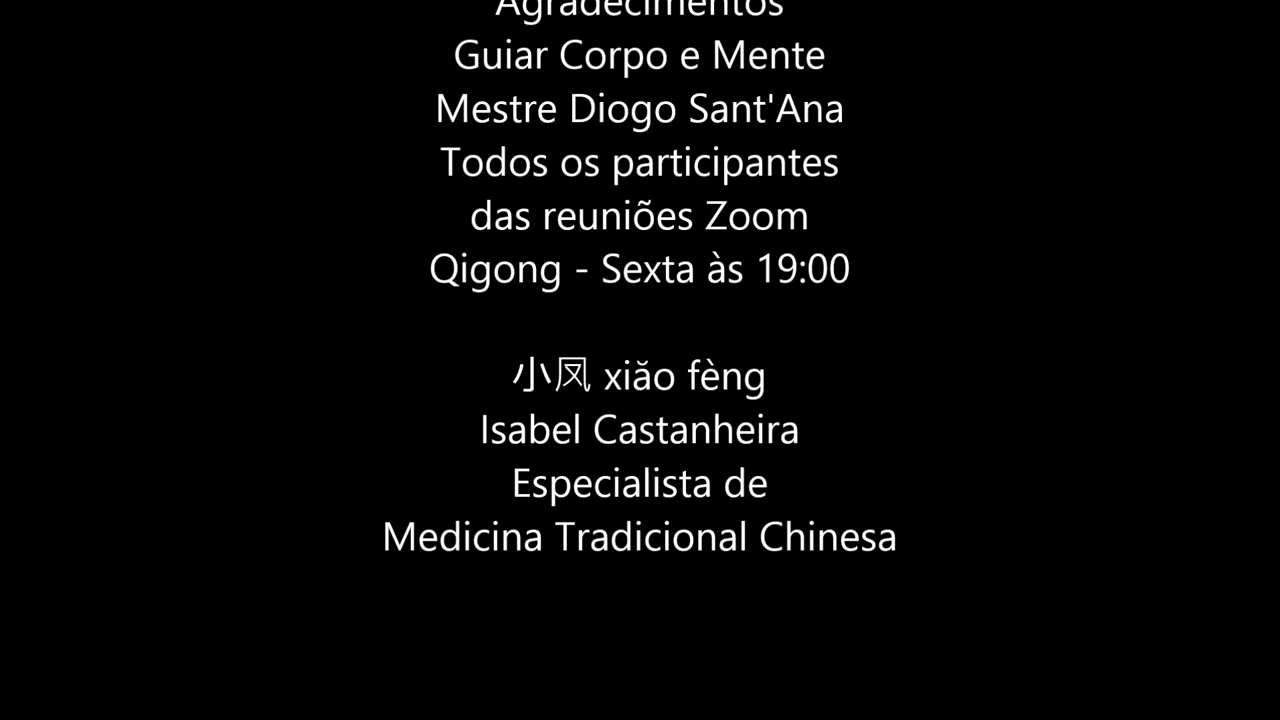 Agradecimentos
Guiar Corpo e Mente
Mestre Diogo Sant'Ana
Todos os participantes
das reuniões Zoom
Qigong - Sexta às 19:00
小凤 xiăo fèng
Isabel Castanheira
Especialista de
Medicina Tradicional Chinesa